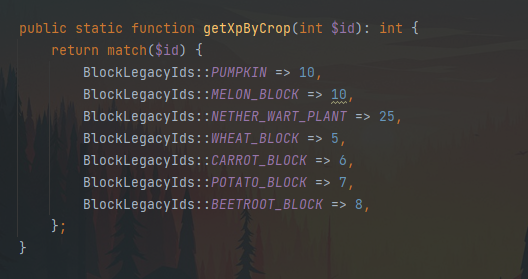 public static function getXpByCrop(int $id): int {
return match($id) {
BlockLegacyIds::PUMPKIN => 10,
BlockLegacyIds::MELON_BLOCK => 10,
BlockLegacyIds::NETHER_WART_PLANT => 25,
BlockLegacyIds::WHEAT_BLOCK => 5,
BlockLegacyIds::CARROT_BLOCK => 6,
BlockLegacyIds::POTATO_BLOCK => 7,
BlockLegacyIds::BEETROOT_BLOCK => 8,
};
}